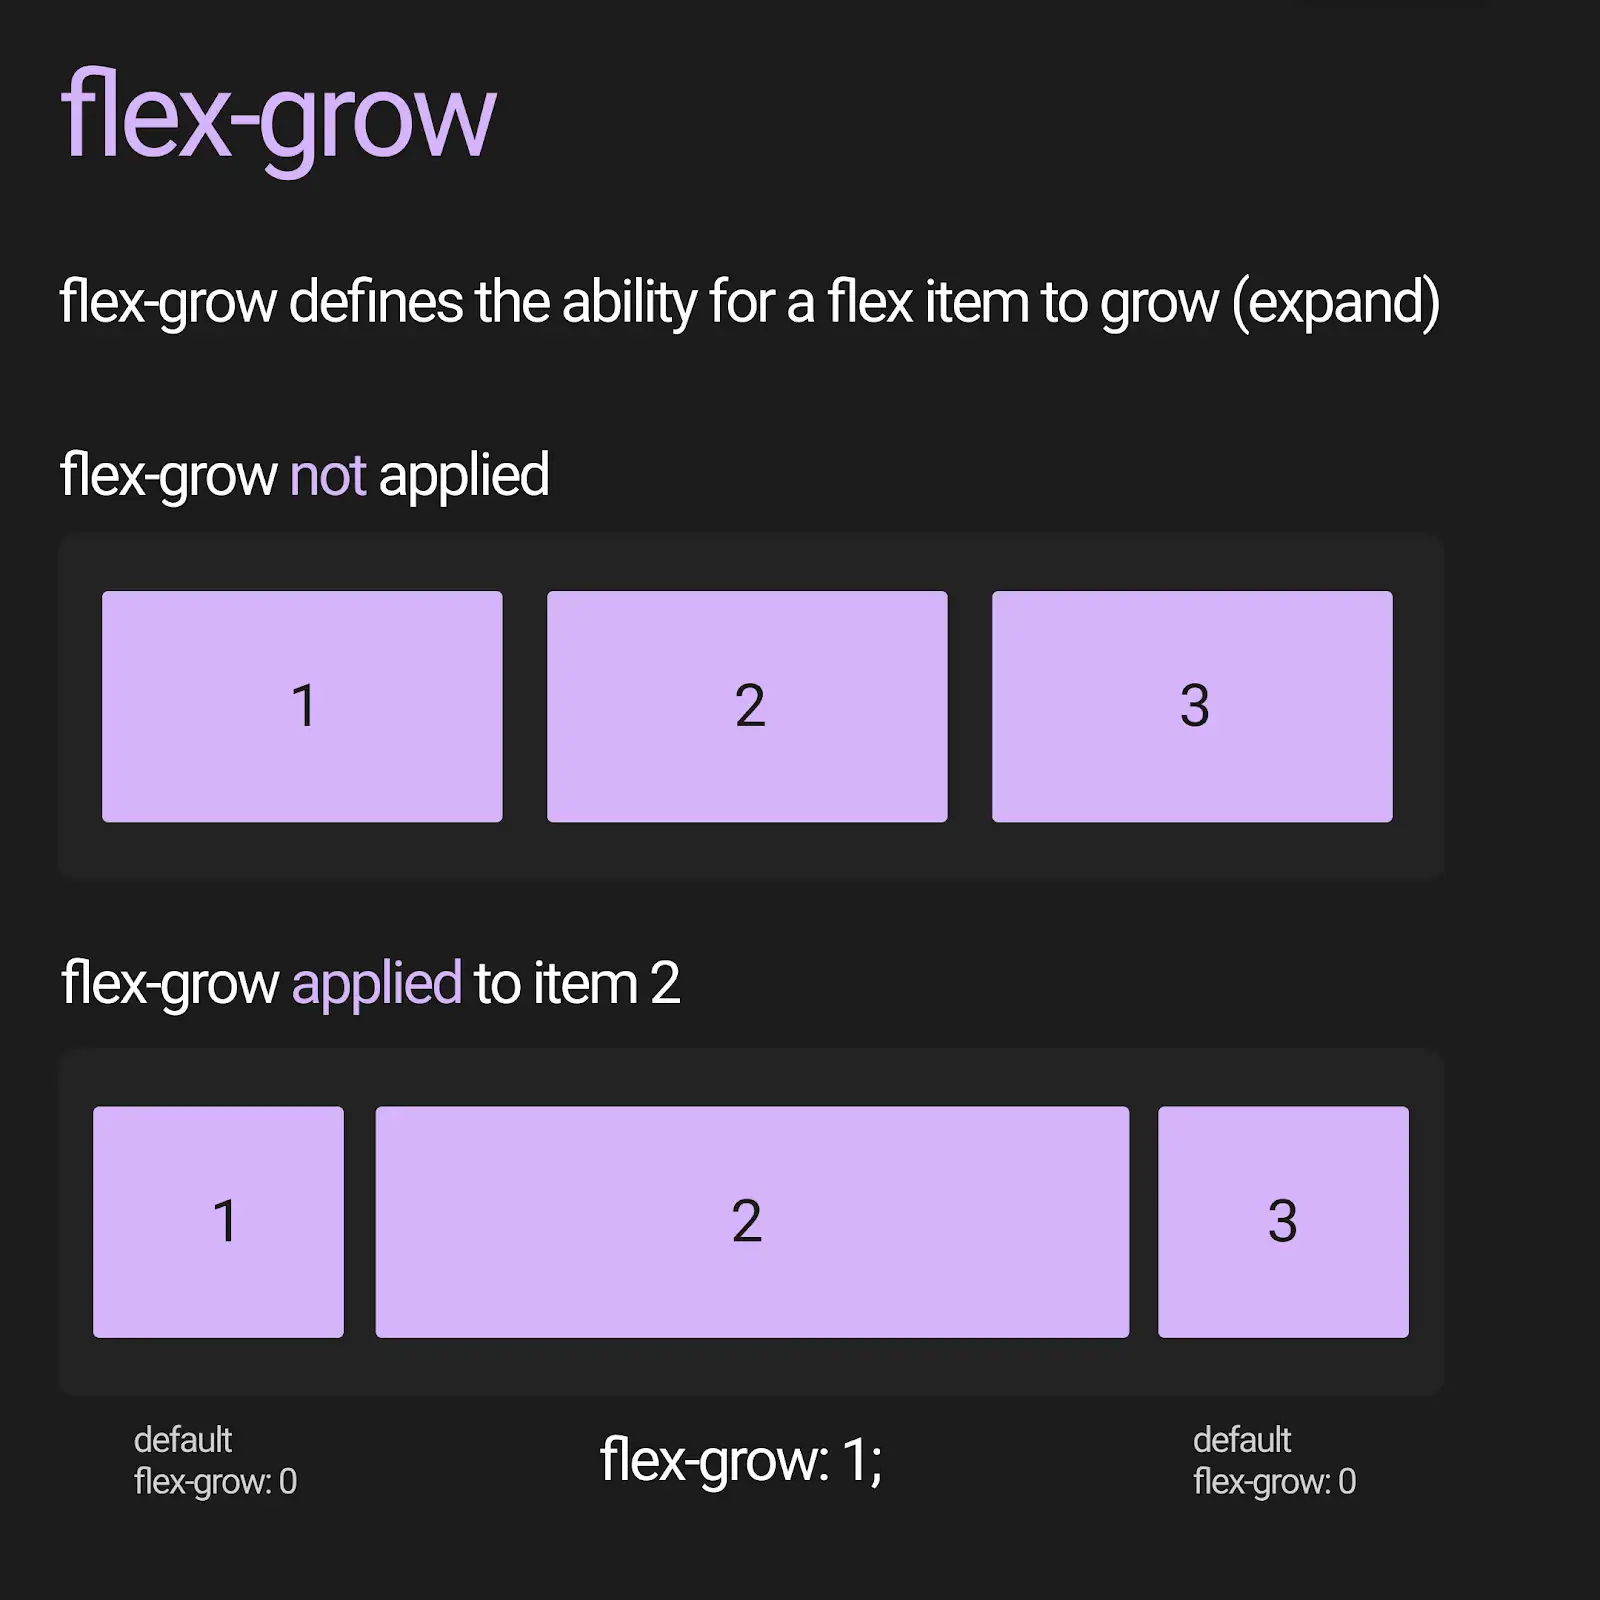 flex-grow
flex-grow defines the ability for a flex item to grow (expand)
flex-grow not applied
1 2 3
flex-grow applied to item 2
1 2 3
default
flex-grow: 0
flex-grow: 1;
default
flex-grow: 0